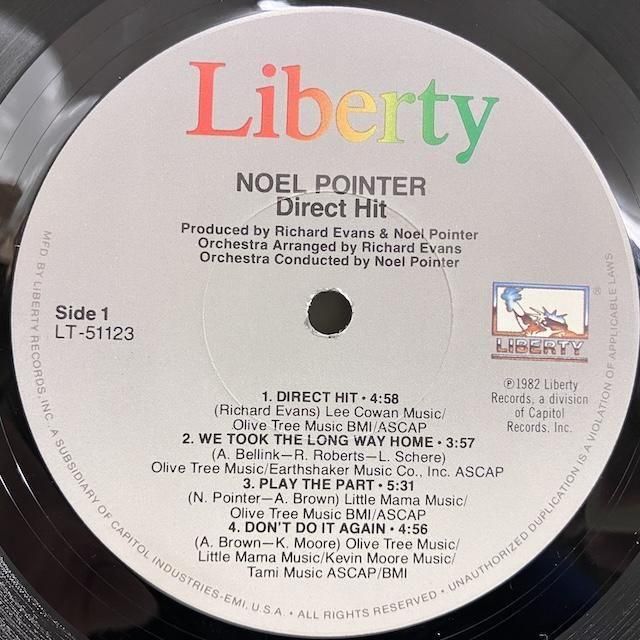 Liberty
NOEL POINTER
Direct Hit
Produced by Richard Evans & Noel Pointer
Orchestra Arranged by Richard Evans
Orchestra Conducted by Noel Pointer
Side 1
LT-51123
LIBERTY
®
℗1982 Liberty
Records, a division
of Capitol
Records, Inc.
1. DIRECT HIT • 4:58
(Richard Evans) Lee Cowan Music/
Olive Tree Music BMI/ASCAP
2. WE TOOK THE LONG WAY HOME • 3:57
(A. Bellink—R. Roberts—L. Schere)
Olive Tree Music/Earthshaker Music Co., Inc. ASCAP
3. PLAY THE PART • 5:31
(N. Pointer—A. Brown) Little Mama Music/
Olive Tree Music BMI/ASCAP
4. DON'T DO IT AGAIN • 4:56
(A. Brown—K. Moore) Olive Tree Music/
Little Mama Music/Kevin Moore Music/
Tami Music ASCAP/BMI
MFD. BY LIBERTY RECORDS, INC. A SUBSIDIARY OF CAPITOL INDUSTRIES-EMI, U.S.A. • ALL RIGHTS RESERVED • UNAUTHORIZED DUPLICATION IS A VIOLATION OF APPLICABLE LAWS